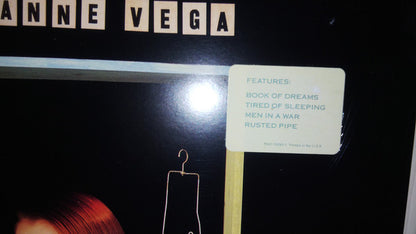 ANNE VEGA
FEATURES:
BOOK OF DREAMS
TIRED OF SLEEPING
MEN IN A WAR
RUSTED PIPE